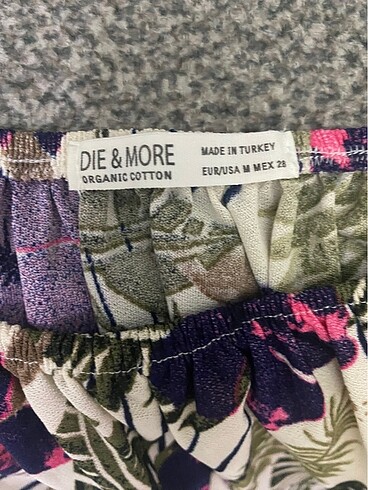 DIE & MORE
ORGANIC COTTON
MADE IN TURKEY
EUR/USA M MEX 28